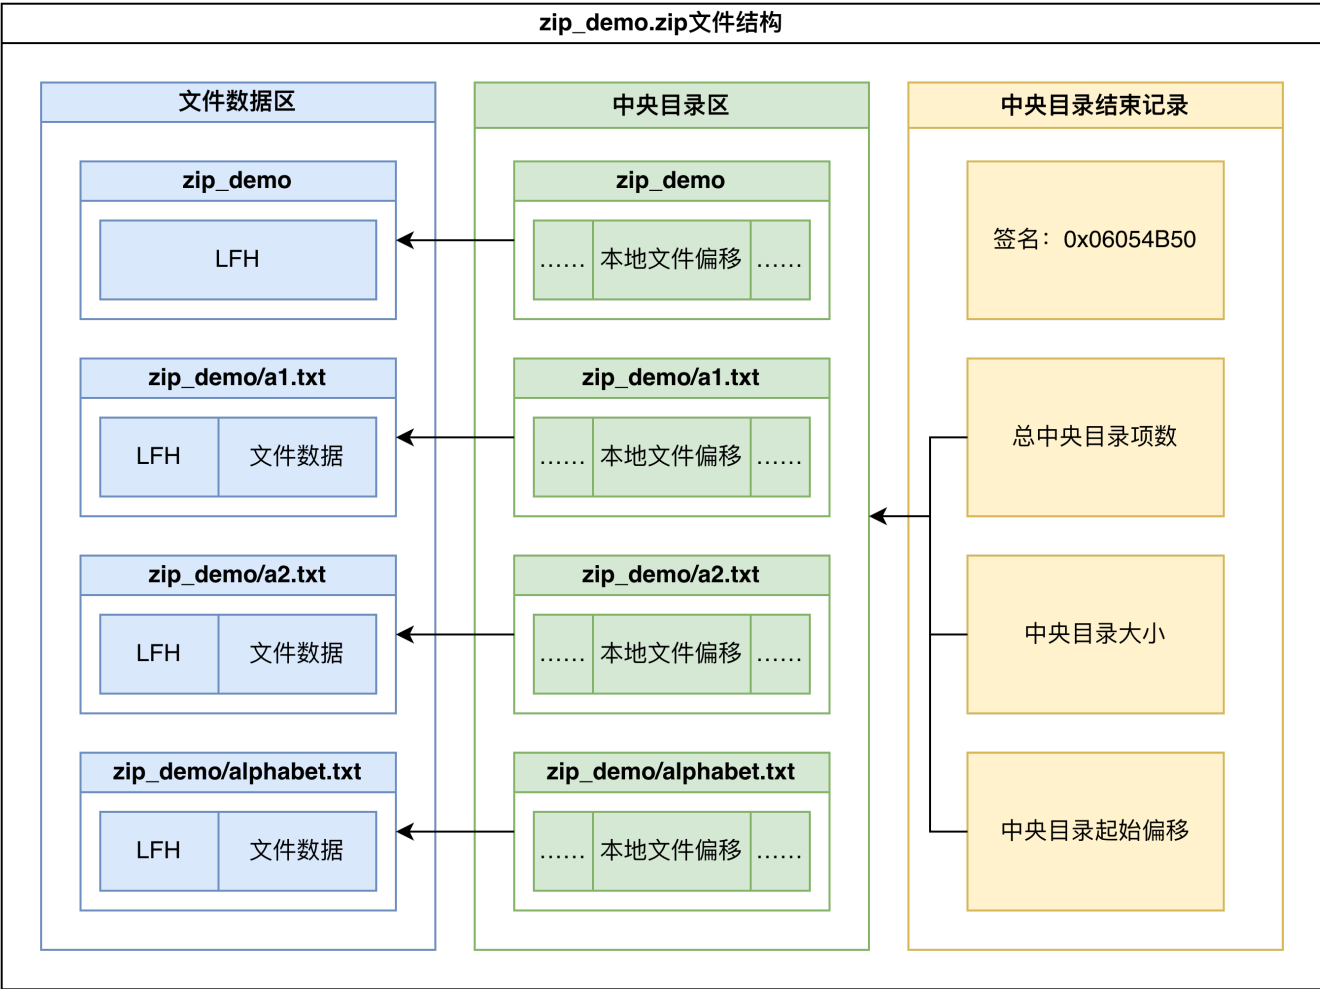 zip_demo.zip文件结构
文件数据区
zip_demo
LFH
zip_demo/a1.txt
LFH
文件数据
zip_demo/a2.txt
LFH
文件数据
zip_demo/alphabet.txt
LFH
文件数据
中央目录区
zip_demo
……
本地文件偏移
……
zip_demo/a1.txt
……
本地文件偏移
……
zip_demo/a2.txt
……
本地文件偏移
……
zip_demo/alphabet.txt
……
本地文件偏移
……
中央目录结束记录
签名：0x06054B50
总中央目录项数
中央目录大小
中央目录起始偏移